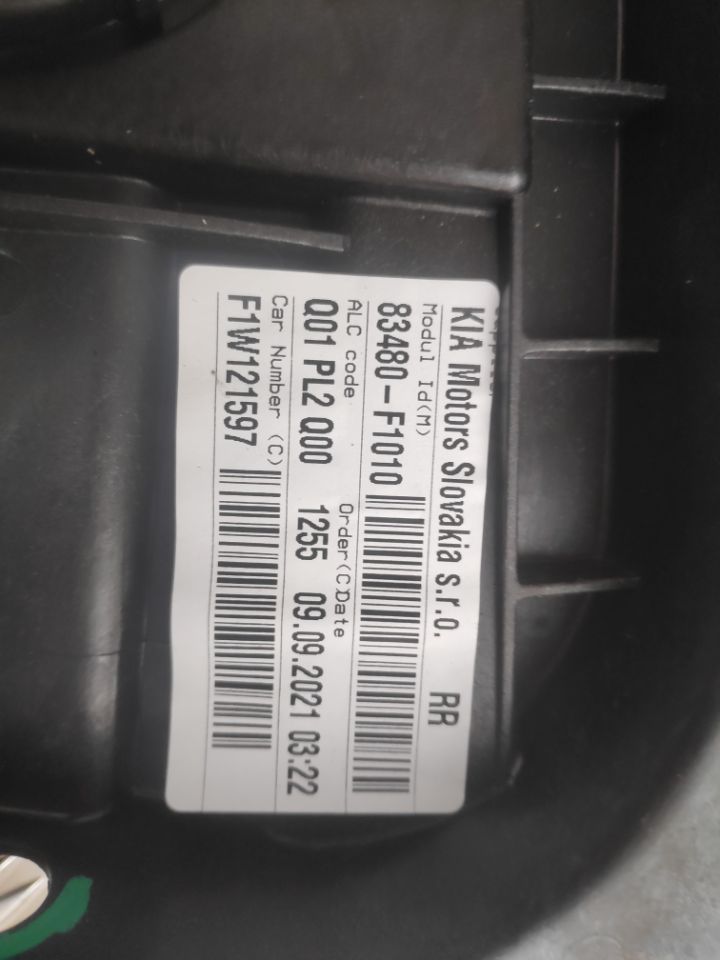 KIA Motors Slovakia s.r.o. RR
Modul Id(M)
83480-F1010
ALC code Order(C)Date
Q01 PL2 Q00 1255 09.09.2021 03:22
Car Number (C)
F1W121597